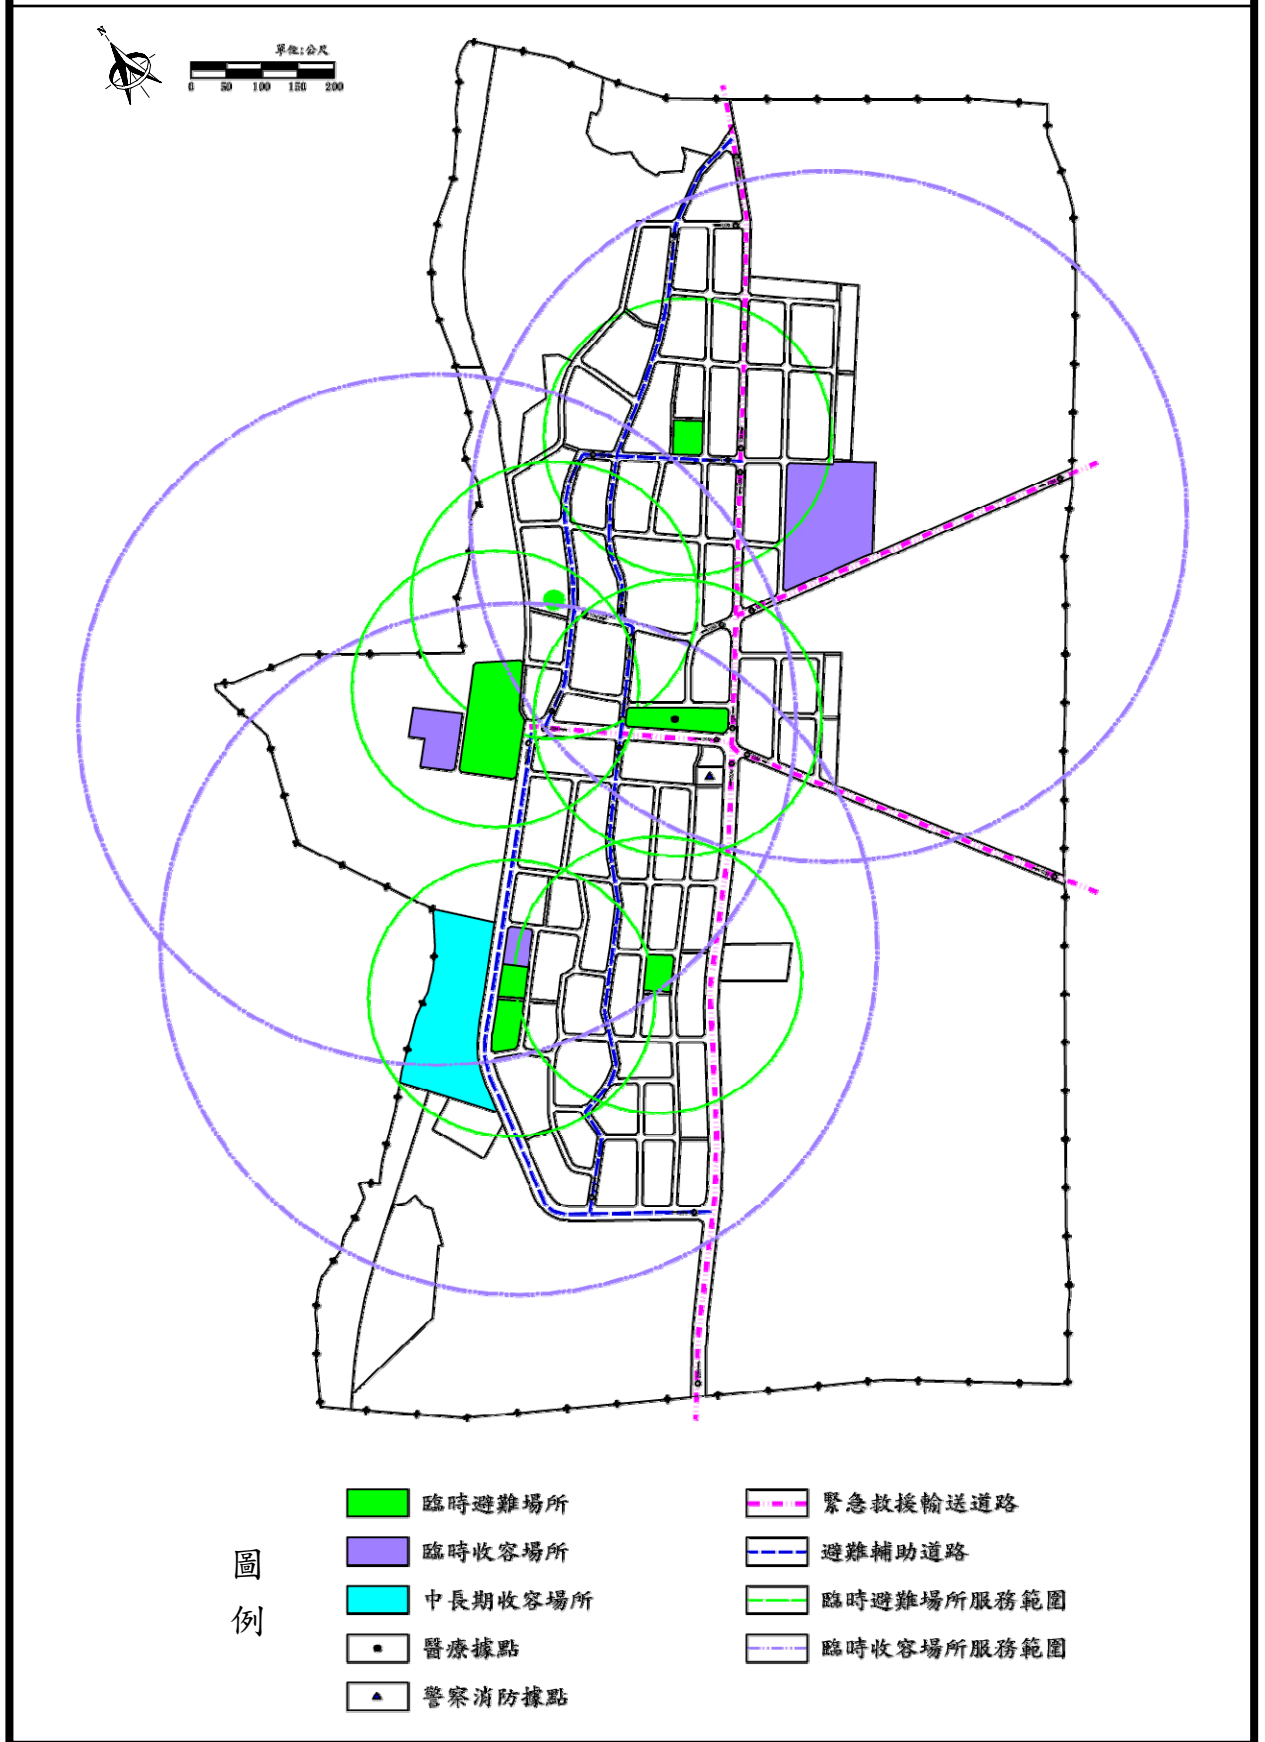 N
單位:公尺
0 50 100 150 200
圖例
臨時避難場所
臨時收容場所
中長期收容場所
醫療據點
警察消防據點
緊急救援輸送道路
避難輔助道路
臨時避難場所服務範圍
臨時收容場所服務範圍